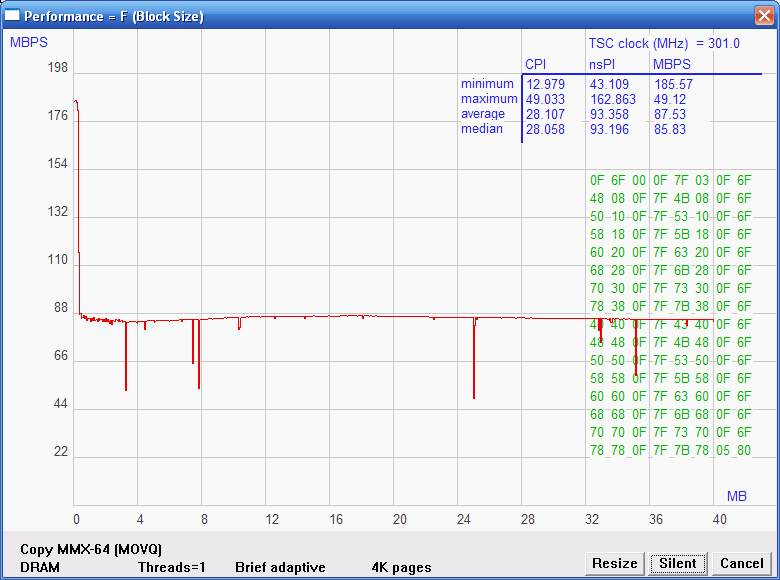 Performance = F (Block Size)
MBPS
TSC clock (MHz) = 301.0
CPI nsPI MBPS
minimum 12.979 43.109 185.57
maximum 49.033 162.863 49.12
average 28.107 93.358 87.53
median 28.058 93.196 85.83
198
176
154
132
110
88
66
44
22
0F 6F 00 0F 7F 03 0F 6F
48 08 0F 7F 4B 08 0F 6F
50 10 0F 7F 53 10 0F 6F
58 18 0F 7F 5B 18 0F 6F
60 20 0F 7F 63 20 0F 6F
68 28 0F 7F 6B 28 0F 6F
70 30 0F 7F 73 30 0F 6F
78 38 0F 7F 7B 38 0F 6F
40 40 0F 7F 43 40 0F 6F
48 48 0F 7F 4B 48 0F 6F
50 50 0F 7F 53 50 0F 6F
58 58 0F 7F 5B 58 0F 6F
60 60 0F 7F 63 60 0F 6F
68 68 0F 7F 6B 68 0F 6F
70 70 0F 7F 73 70 0F 6F
78 78 0F 7F 7B 78 05 80
MB
0 4 8 12 16 20 24 28 32 36 40
Copy MMX-64 (MOVQ)
DRAM Threads=1 Brief adaptive 4K pages
Resize Silent Cancel